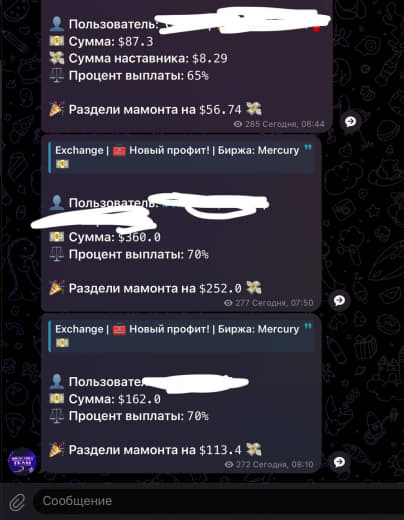 👤 Пользователь:
💵 Сумма: $87.3
💸 Сумма наставника: $8.29
⚖️ Процент выплаты: 65%
🎉 Раздели мамонта на $56.74 💸
285 Сегодня, 06:44
Exchange | 💼 Новый профит! | Биржа: Mercury
💵
👤 Пользователь:
💵 Сумма: $360.0
⚖️ Процент выплаты: 70%
🎉 Раздели мамонта на $252.0 💸
277 Сегодня, 07:50
Exchange | 💼 Новый профит! | Биржа: Mercury
💵
👤 Пользовател
💵 Сумма: $162.0
⚖️ Процент выплаты: 70%
🎉 Раздели мамонта на $113.4 💸
272 Сегодня, 08:10
Сообщение